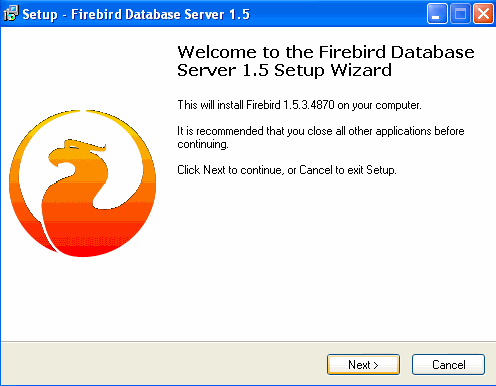 Setup - Firebird Database Server 1.5
Welcome to the Firebird Database
Server 1.5 Setup Wizard
This will install Firebird 1.5.3.4870 on your computer.
It is recommended that you close all other applications before
continuing.
Click Next to continue, or Cancel to exit Setup.
Next >
Cancel